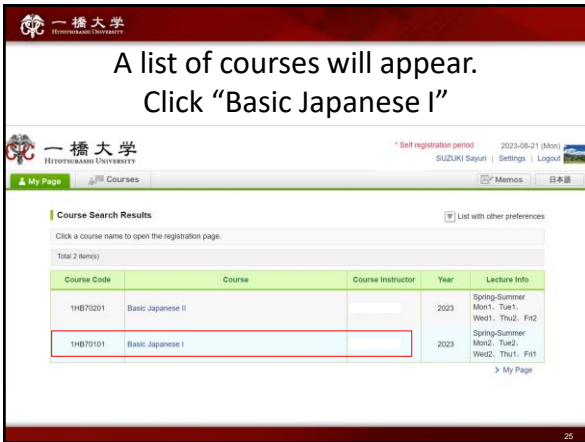 一橋大学
HITOTSUBASHI UNIVERSITY
A list of courses will appear.
Click “Basic Japanese I”
一橋大学
HITOTSUBASHI UNIVERSITY
* Self registration period 2023-08-21 (Mon)
SUZUKI Sayuri | Settings | Logout
My Page Courses Memos 日本語
Course Search Results List with other preferences
Click a course name to open the registration page.
Total 2 item(s)
Course Code Course Course Instructor Year Lecture Info
1HB70201 Basic Japanese II 2023 Spring-Summer
Mon1、Tue1、
Wed1、Thu2、Fri2
1HB70101 Basic Japanese I 2023 Spring-Summer
Mon2、Tue2、
Wed2、Thu1、Fri1
My Page
25